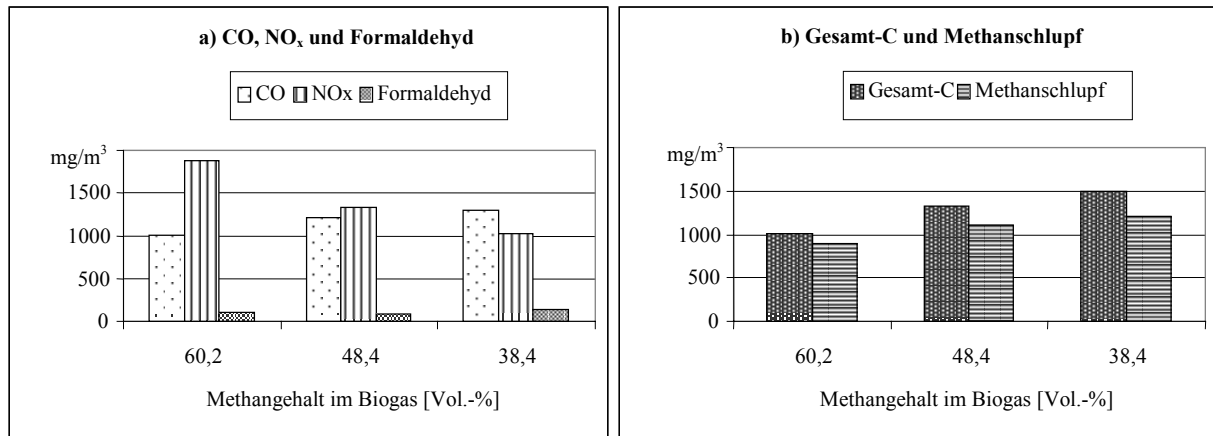 a) CO, NOx und Formaldehyd
CO NOx Formaldehyd
mg/m³
1500
1000
500
0
60,2 48,4 38,4
Methangehalt im Biogas [Vol.-%]
b) Gesamt-C und Methanschlupf
Gesamt-C Methanschlupf
mg/m³
1500
1000
500
0
60,2 48,4 38,4
Methangehalt im Biogas [Vol.-%]